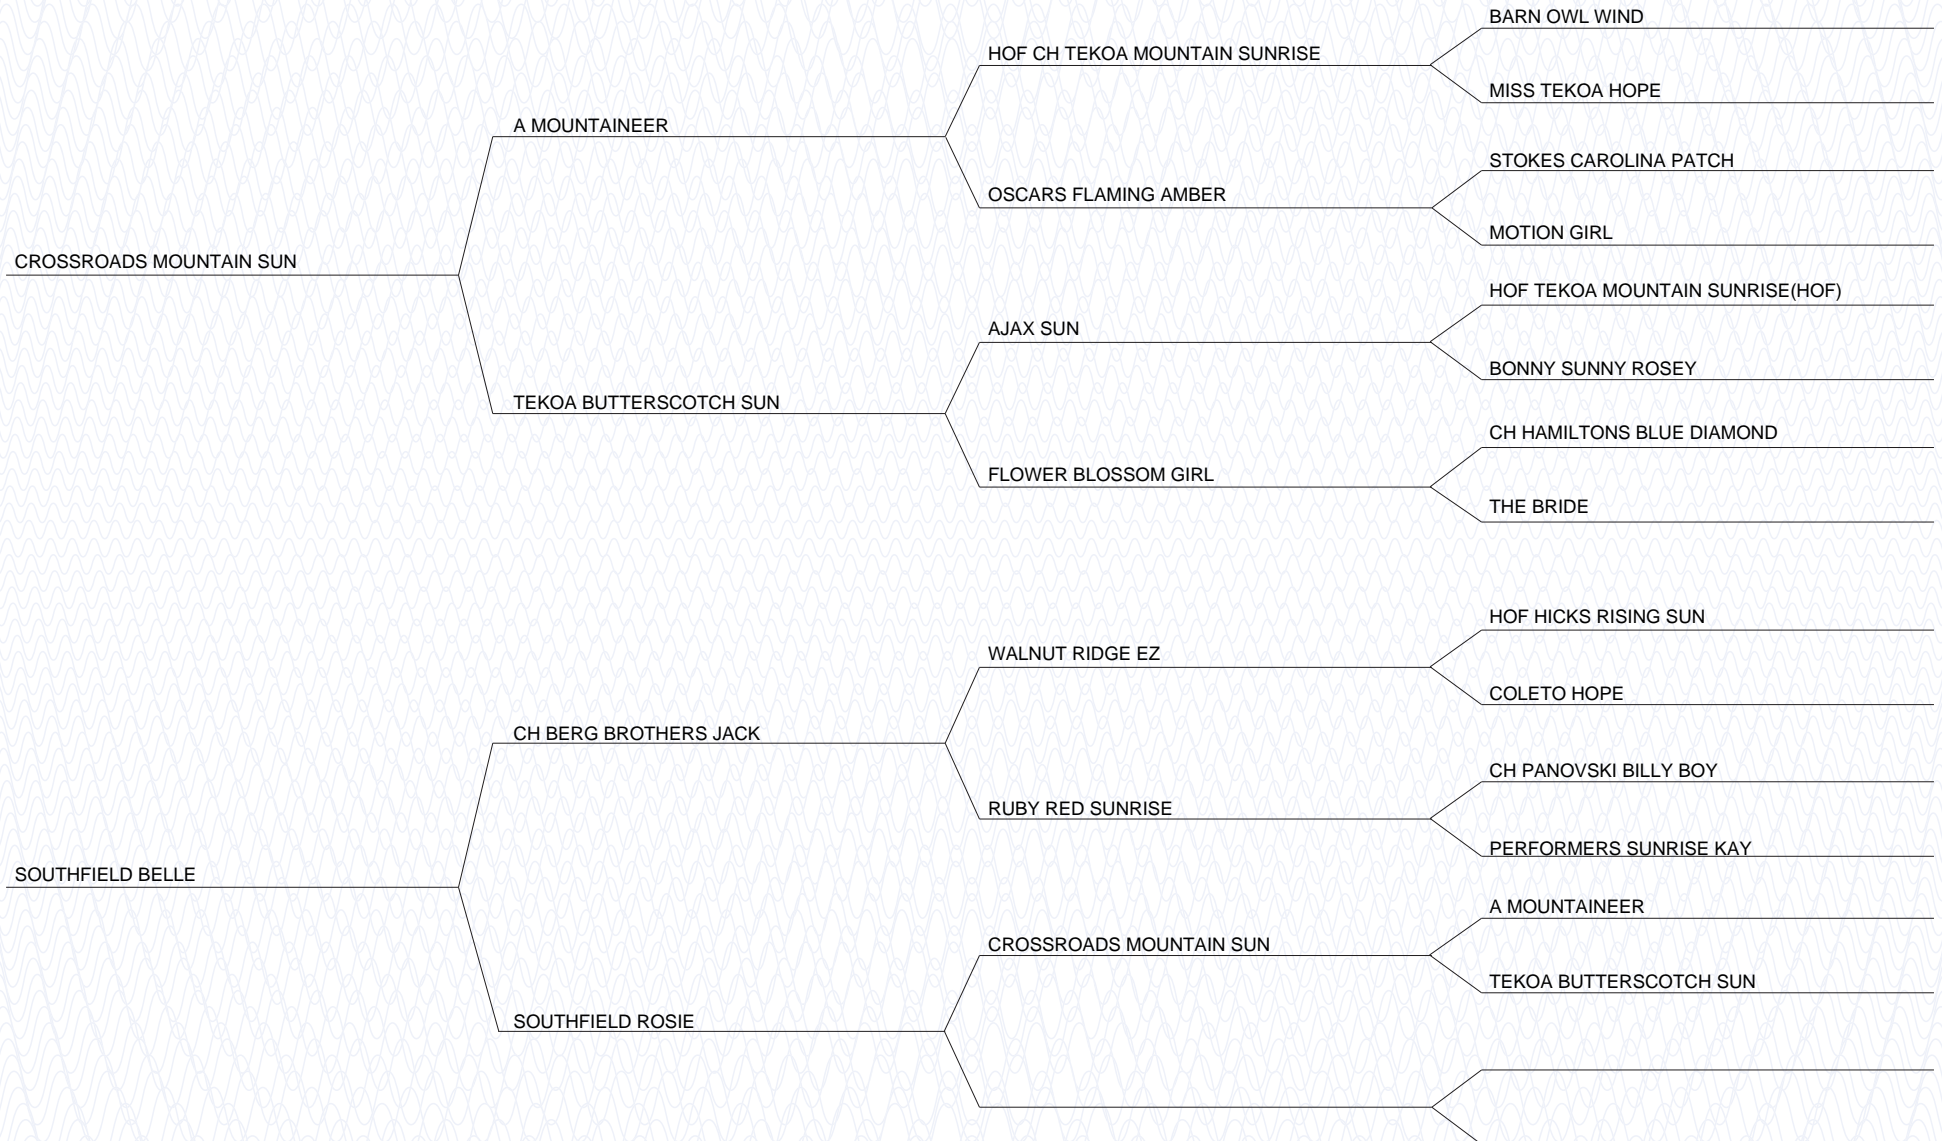 BARN OWL WIND
HOF CH TEKOA MOUNTAIN SUNRISE
MISS TEKOA HOPE
A MOUNTAINEER
STOKES CAROLINA PATCH
OSCARS FLAMING AMBER
MOTION GIRL
CROSSROADS MOUNTAIN SUN
HOF TEKOA MOUNTAIN SUNRISE(HOF)
AJAX SUN
BONNY SUNNY ROSEY
TEKOA BUTTERSCOTCH SUN
CH HAMILTONS BLUE DIAMOND
FLOWER BLOSSOM GIRL
THE BRIDE
HOF HICKS RISING SUN
WALNUT RIDGE EZ
COLETO HOPE
CH BERG BROTHERS JACK
CH PANOVSKI BILLY BOY
RUBY RED SUNRISE
PERFORMERS SUNRISE KAY
SOUTHFIELD BELLE
A MOUNTAINEER
CROSSROADS MOUNTAIN SUN
TEKOA BUTTERSCOTCH SUN
SOUTHFIELD ROSIE